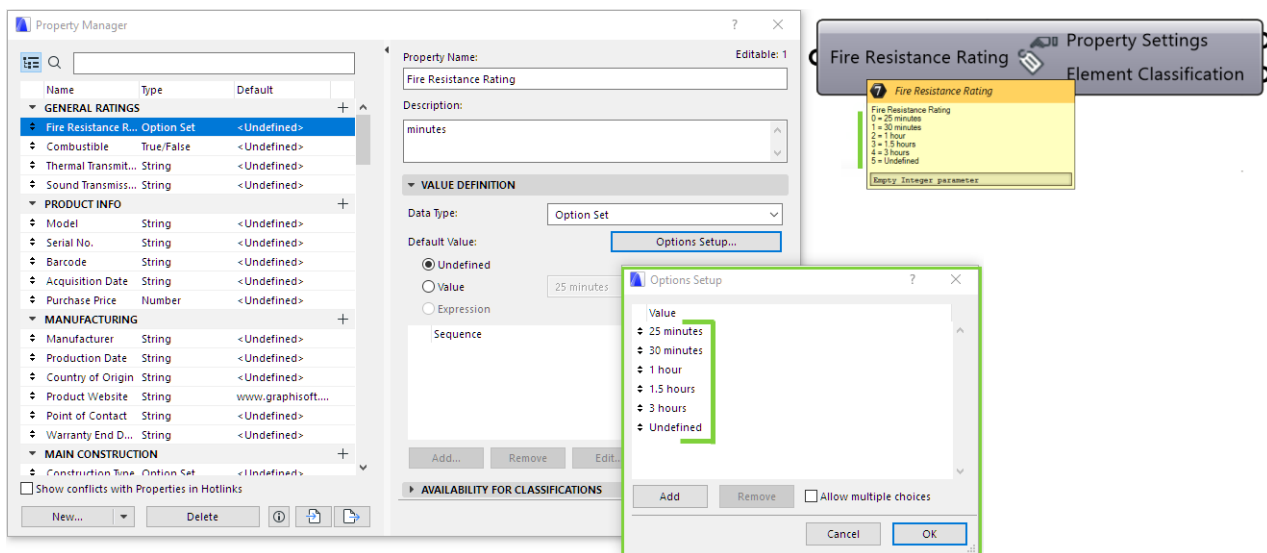 Property Manager
?
Name Type Default
GENERAL RATINGS
Fire Resistance R... Option Set <Undefined>
Combustible True/False <Undefined>
Thermal Transmit... String <Undefined>
Sound Transmiss... String <Undefined>
PRODUCT INFO
Model String <Undefined>
Serial No. String <Undefined>
Barcode String <Undefined>
Acquisition Date String <Undefined>
Purchase Price Number <Undefined>
MANUFACTURING
Manufacturer String <Undefined>
Production Date String <Undefined>
Country of Origin String <Undefined>
Product Website String www.graphisoft....
Point of Contact String <Undefined>
Warranty End D... String <Undefined>
MAIN CONSTRUCTION
Construction Type Option Set <Undefined>
Show conflicts with Properties in Hotlinks
New... Delete
Property Name: Editable: 1
Fire Resistance Rating
Description:
minutes
VALUE DEFINITION
Data Type: Option Set
Default Value: Options Setup...
Undefined
Value 25 minutes
Expression
Sequence
Add... Remove Edit..
AVAILABILITY FOR CLASSIFICATIONS
Options Setup ?
Value
25 minutes
30 minutes
1 hour
1.5 hours
3 hours
Undefined
Add Remove Allow multiple choices
Cancel OK
Fire Resistance Rating
Property Settings
Element Classification
7 Fire Resistance Rating
Fire Resistance Rating
0 = 25 minutes
1 = 30 minutes
2 = 1 hour
3 = 1.5 hours
4 = 3 hours
5 = Undefined
Empty Integer parameter